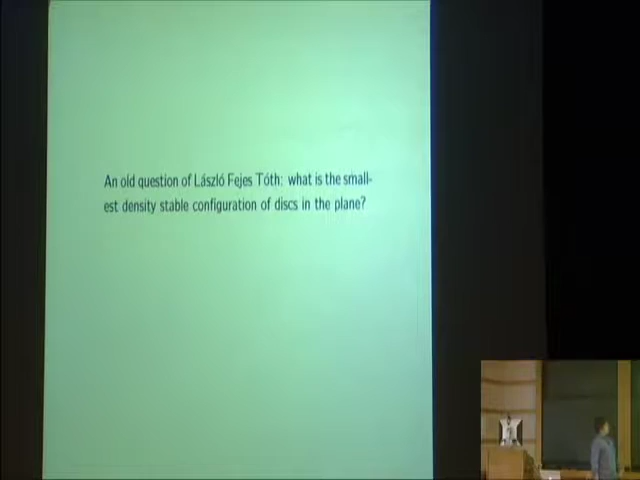 An old question of László Fejes Tóth: what is the small-
est density stable configuration of discs in the plane?